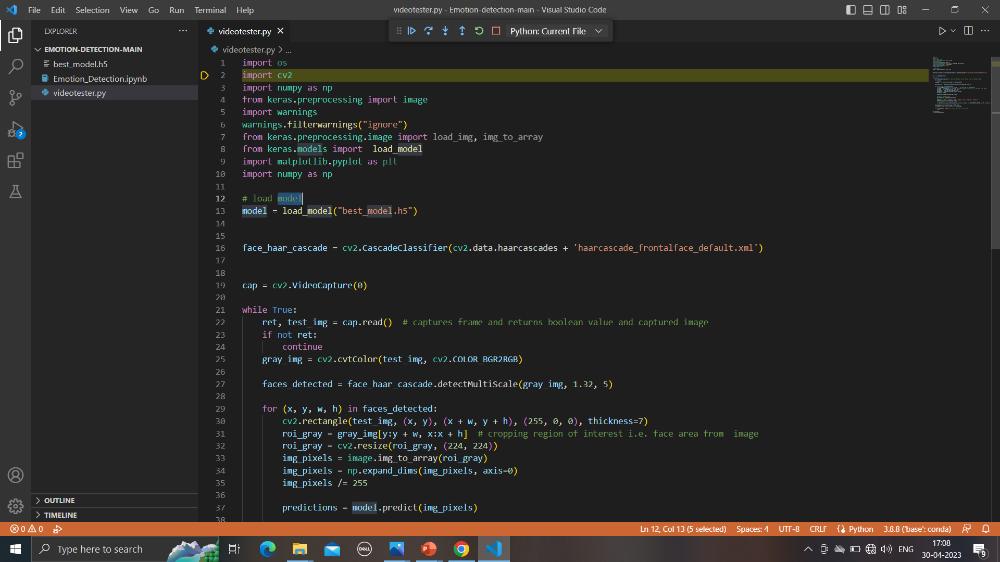 File Edit Selection View Go Run Terminal Help
videotester.py - Emotion-detection-main - Visual Studio Code
EXPLORER
EMOTION-DETECTION-MAIN
best_model.h5
Emotion_Detection.ipynb
videotester.py
2
OUTLINE
TIMELINE
videotester.py
Python: Current File
videotester.py > ...
1 import os
2 import cv2
3 import numpy as np
4 from keras.preprocessing import image
5 import warnings
6 warnings.filterwarnings("ignore")
7 from keras.preprocessing.image import load_img, img_to_array
8 from keras.models import  load_model
9 import matplotlib.pyplot as plt
10 import numpy as np
11
12 # load model
13 model = load_model("best_model.h5")
14
15
16 face_haar_cascade = cv2.CascadeClassifier(cv2.data.haarcascades + 'haarcascade_frontalface_default.xml')
17
18
19 cap = cv2.VideoCapture(0)
20
21 while True:
22     ret, test_img = cap.read()  # captures frame and returns boolean value and captured image
23     if not ret:
24         continue
25     gray_img = cv2.cvtColor(test_img, cv2.COLOR_BGR2RGB)
26
27     faces_detected = face_haar_cascade.detectMultiScale(gray_img, 1.32, 5)
28
29     for (x, y, w, h) in faces_detected:
30         cv2.rectangle(test_img, (x, y), (x + w, y + h), (255, 0, 0), thickness=7)
31         roi_gray = gray_img[y:y + w, x:x + h]  # cropping region of interest i.e. face area from  image
32         roi_gray = cv2.resize(roi_gray, (224, 224))
33         img_pixels = image.img_to_array(roi_gray)
34         img_pixels = np.expand_dims(img_pixels, axis=0)
35         img_pixels /= 255
36
37         predictions = model.predict(img_pixels)
38
0 0
Ln 12, Col 13 (5 selected) Spaces: 4 UTF-8 CRLF Python 3.8.8 ('base': conda)
Type here to search
DELL
ENG
17:08
30-04-2023
9